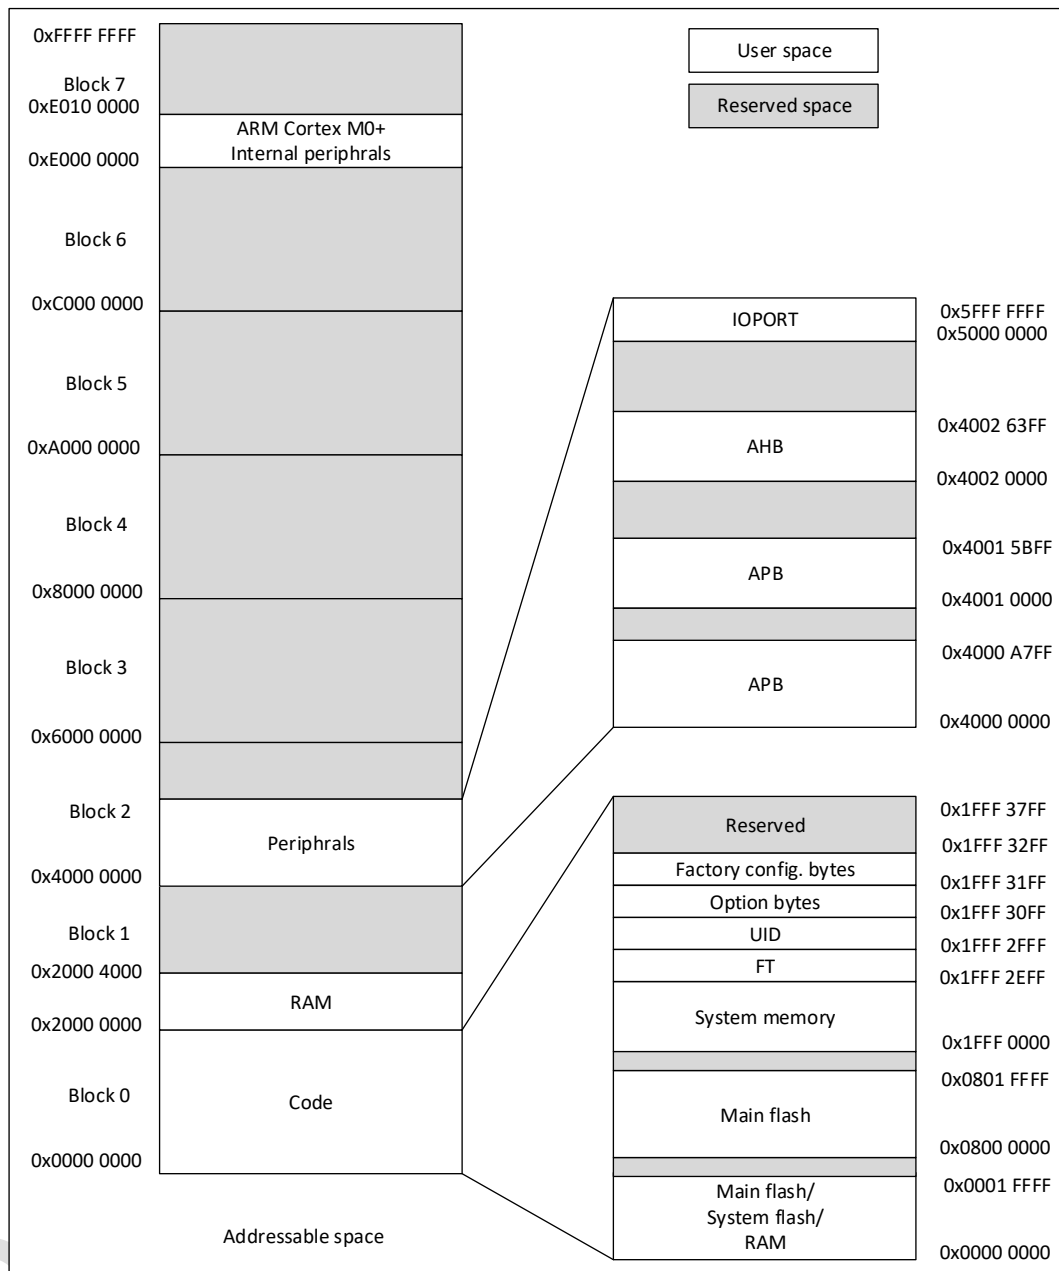 0xFFFF FFFF
Block 7
0xE010 0000
ARM Cortex M0+
Internal periphrals
0xE000 0000
Block 6
0xC000 0000
Block 5
0xA000 0000
Block 4
0x8000 0000
Block 3
0x6000 0000
Block 2
Periphrals
0x4000 0000
Block 1
0x2000 4000
RAM
0x2000 0000
Block 0
Code
0x0000 0000
Addressable space
User space
Reserved space
IOPORT
0x5FFF FFFF
0x5000 0000
AHB
0x4002 63FF
0x4002 0000
APB
0x4001 5BFF
0x4001 0000
APB
0x4000 A7FF
0x4000 0000
Reserved
0x1FFF 37FF
0x1FFF 32FF
Factory config. bytes
0x1FFF 31FF
Option bytes
0x1FFF 30FF
UID
0x1FFF 2FFF
FT
0x1FFF 2EFF
System memory
0x1FFF 0000
0x0801 FFFF
Main flash
0x0800 0000
0x0001 FFFF
Main flash/
System flash/
RAM
0x0000 0000